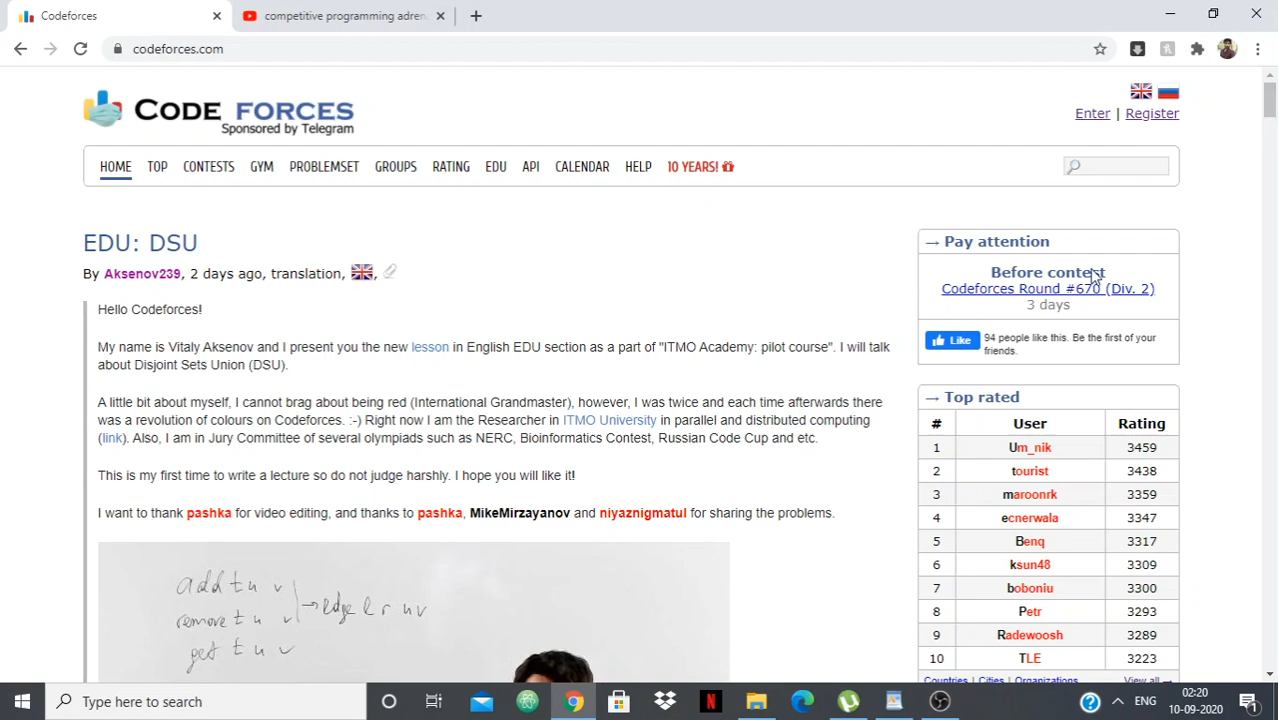 Codeforces
competitive programming adren
codeforces.com
CODE FORCES
Sponsored by Telegram
Enter | Register
HOME TOP CONTESTS GYM PROBLEMSET GROUPS RATING EDU API CALENDAR HELP 10 YEARS!
EDU: DSU
By Aksenov239, 2 days ago, translation,
Hello Codeforces!
My name is Vitaly Aksenov and I present you the new lesson in English EDU section as a part of "ITMO Academy: pilot course". I will talk
about Disjoint Sets Union (DSU).
A little bit about myself, I cannot brag about being red (International Grandmaster), however, I was twice and each time afterwards there
was a revolution of colours on Codeforces. :-) Right now I am the Researcher in ITMO University in parallel and distributed computing
(link). Also, I am in Jury Committee of several olympiads such as NERC, Bioinformatics Contest, Russian Code Cup and etc.
This is my first time to write a lecture so do not judge harshly. I hope you will like it!
I want to thank pashka for video editing, and thanks to pashka, MikeMirzayanov and niyaznigmatul for sharing the problems.
add t u v
remove t u v
get t u v
→ edge l r u v
→ Pay attention
Before contest
Codeforces Round #670 (Div. 2)
3 days
Like
94 people like this. Be the first of your
friends.
→ Top rated
# User Rating
1 Um_nik 3459
2 tourist 3438
3 maroonrk 3359
4 ecnerwala 3347
5 Benq 3317
6 ksun48 3309
7 boboniu 3300
8 Petr 3293
9 Radewoosh 3289
10 TLE 3223
Countries | Cities | Organizations View all →
Type here to search
ENG
02:20
10-09-2020